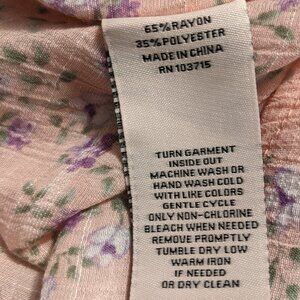 65% RAYON
35% POLYESTER
MADE IN CHINA
RN 103715
TURN GARMENT
INSIDE OUT
MACHINE WASH OR
HAND WASH COLD
WITH LIKE COLORS
GENTLE CYCLE
ONLY NON-CHLORINE
BLEACH WHEN NEEDED
REMOVE PROMPTLY
TUMBLE DRY LOW
WARM IRON
IF NEEDED
OR DRY CLEAN